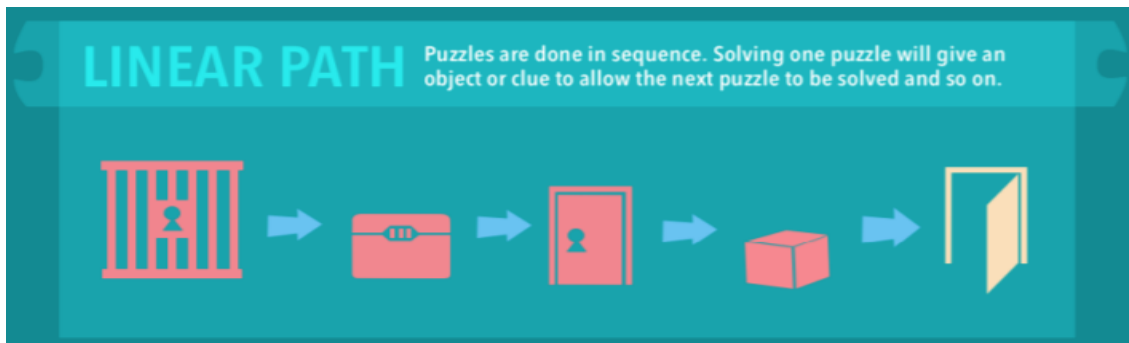 LINEAR PATH
Puzzles are done in sequence. Solving one puzzle will give an
object or clue to allow the next puzzle to be solved and so on.